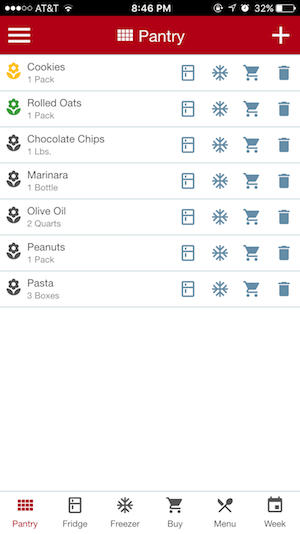 AT&T 8:46 PM 32%
Pantry
Cookies
1 Pack
Rolled Oats
1 Pack
Chocolate Chips
1 Lbs.
Marinara
1 Bottle
Olive Oil
2 Quarts
Peanuts
1 Pack
Pasta
3 Boxes
Pantry Fridge Freezer Buy Menu Week